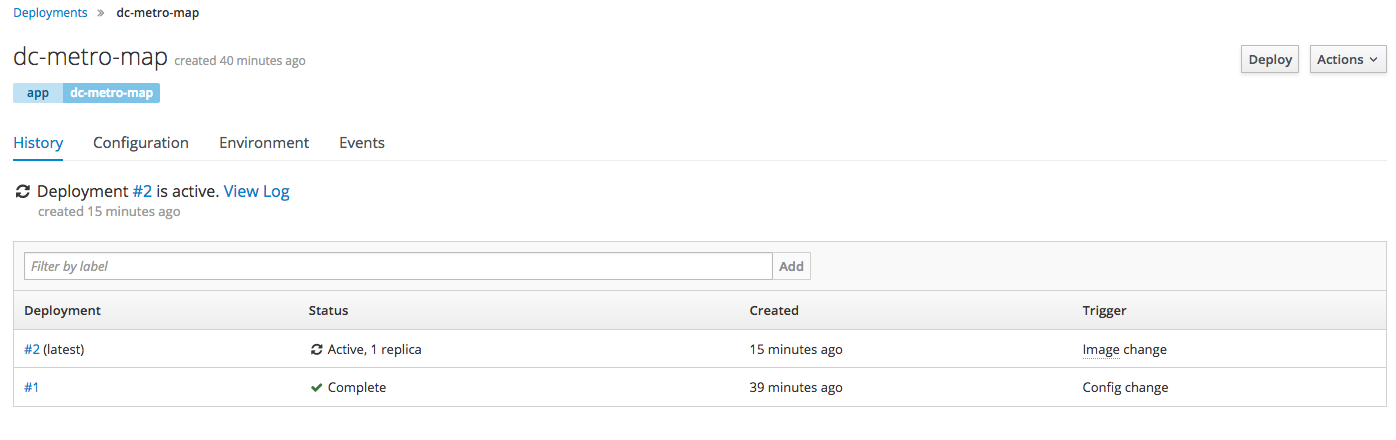 Deployments » dc-metro-map
dc-metro-map created 40 minutes ago
Deploy Actions
app dc-metro-map
History Configuration Environment Events
Deployment #2 is active. View Log
created 15 minutes ago
Filter by label Add
Deployment Status Created Trigger
#2 (latest) Active, 1 replica 15 minutes ago Image change
#1 Complete 39 minutes ago Config change